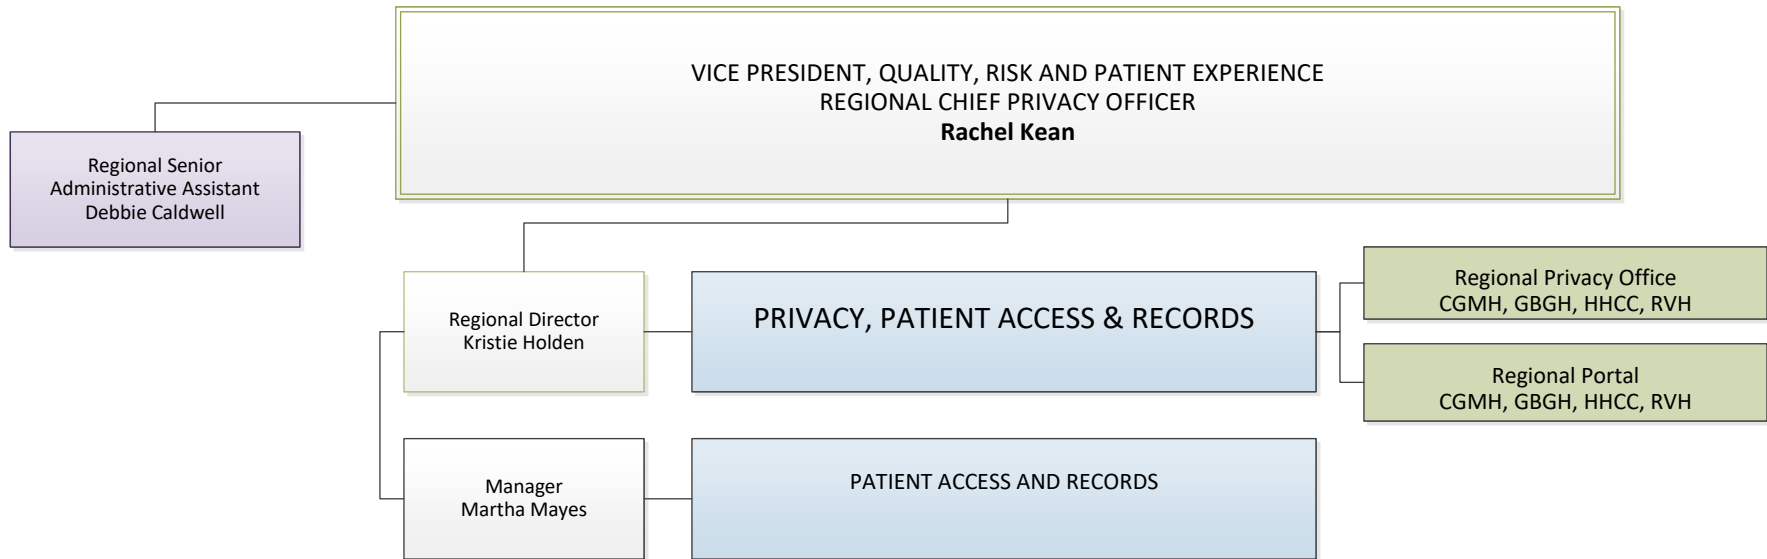 VICE PRESIDENT, QUALITY, RISK AND PATIENT EXPERIENCE
REGIONAL CHIEF PRIVACY OFFICER
Rachel Kean
Regional Senior
Administrative Assistant
Debbie Caldwell
Regional Director
Kristie Holden
PRIVACY, PATIENT ACCESS & RECORDS
Regional Privacy Office
CGMH, GBGH, HHCC, RVH
Regional Portal
CGMH, GBGH, HHCC, RVH
Manager
Martha Mayes
PATIENT ACCESS AND RECORDS